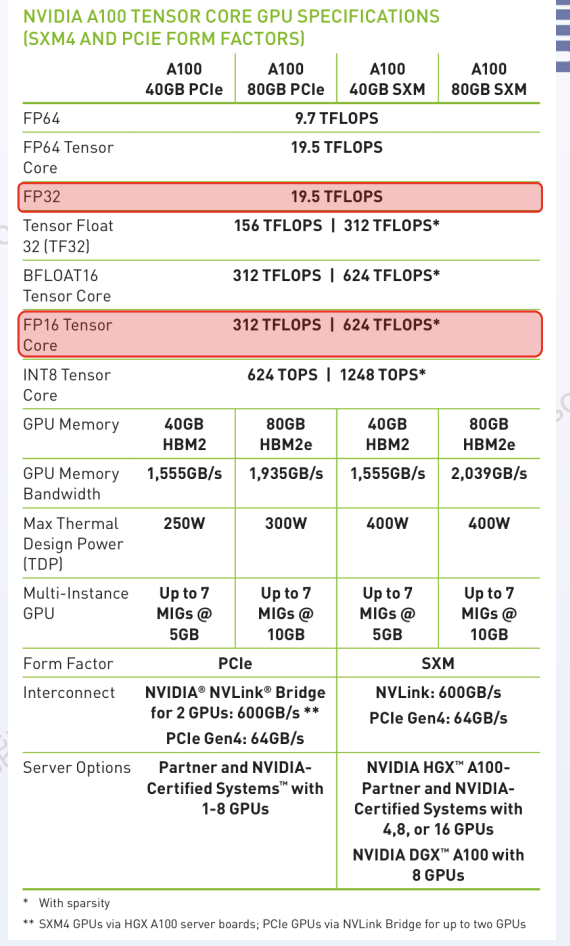 NVIDIA A100 TENSOR CORE GPU SPECIFICATIONS
(SXM4 AND PCIE FORM FACTORS)
A100 40GB PCIe A100 80GB PCIe A100 40GB SXM A100 80GB SXM
FP64 9.7 TFLOPS
FP64 Tensor Core 19.5 TFLOPS
FP32 19.5 TFLOPS
Tensor Float 32 (TF32) 156 TFLOPS | 312 TFLOPS*
BFLOAT16 Tensor Core 312 TFLOPS | 624 TFLOPS*
FP16 Tensor Core 312 TFLOPS | 624 TFLOPS*
INT8 Tensor Core 624 TOPS | 1248 TOPS*
GPU Memory 40GB HBM2 80GB HBM2e 40GB HBM2 80GB HBM2e
GPU Memory Bandwidth 1,555GB/s 1,935GB/s 1,555GB/s 2,039GB/s
Max Thermal Design Power (TDP) 250W 300W 400W 400W
Multi-Instance GPU Up to 7 MIGs @ 5GB Up to 7 MIGs @ 10GB Up to 7 MIGs @ 5GB Up to 7 MIGs @ 10GB
Form Factor PCIe SXM
Interconnect NVIDIA® NVLink® Bridge for 2 GPUs: 600GB/s ** PCIe Gen4: 64GB/s NVLink: 600GB/s PCIe Gen4: 64GB/s
Server Options Partner and NVIDIA-Certified Systems™ with 1-8 GPUs NVIDIA HGX™ A100-Partner and NVIDIA-Certified Systems with 4,8, or 16 GPUs NVIDIA DGX™ A100 with 8 GPUs
* With sparsity
** SXM4 GPUs via HGX A100 server boards; PCIe GPUs via NVLink Bridge for up to two GPUs